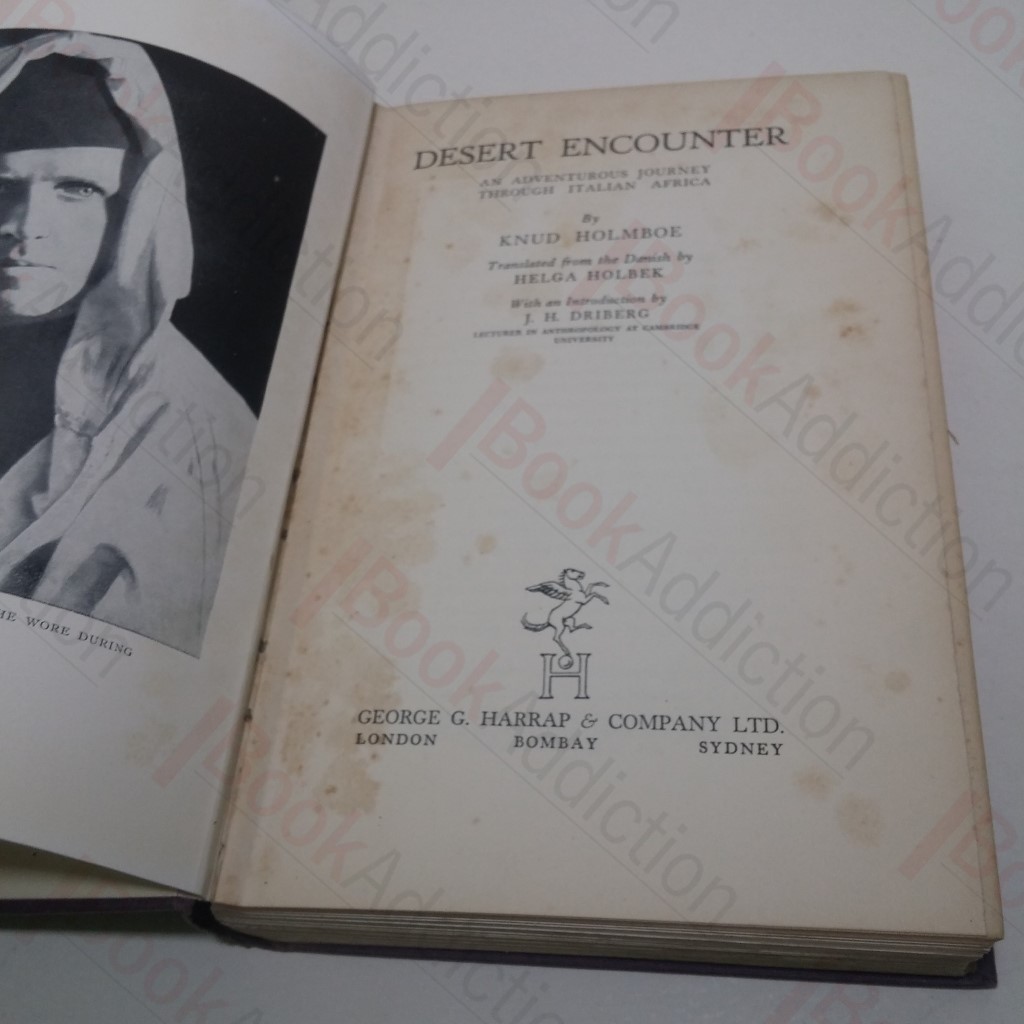 HE WORE DURING
DESERT ENCOUNTER
AN ADVENTUROUS JOURNEY
THROUGH ITALIAN AFRICA
By
KNUD HOLMBOE
Translated from the Danish by
HELGA HOLBEK
With an Introduction by
J. H. DRIBERG
LECTURER IN ANTHROPOLOGY AT CAMBRIDGE
UNIVERSITY
H
GEORGE G. HARRAP & COMPANY LTD.
LONDON BOMBAY SYDNEY
BookAddiction